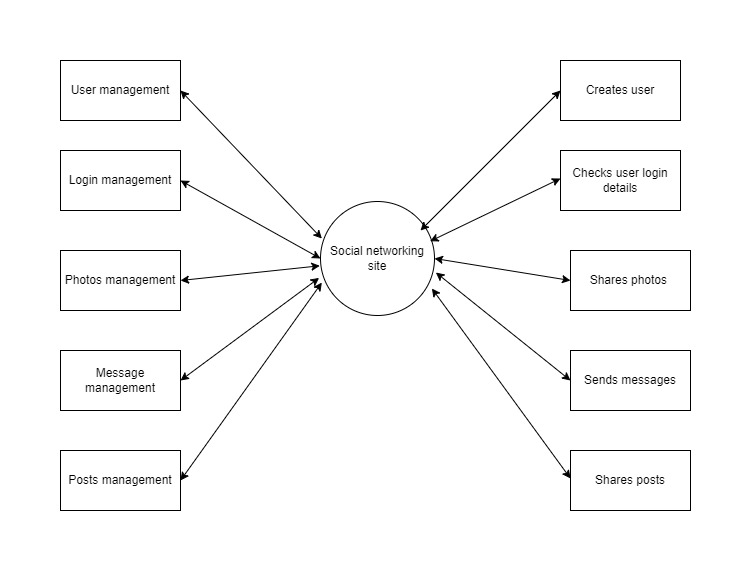 User management
Creates user
Login management
Checks user login
details
Social networking
site
Photos management
Shares photos
Message
management
Sends messages
Posts management
Shares posts